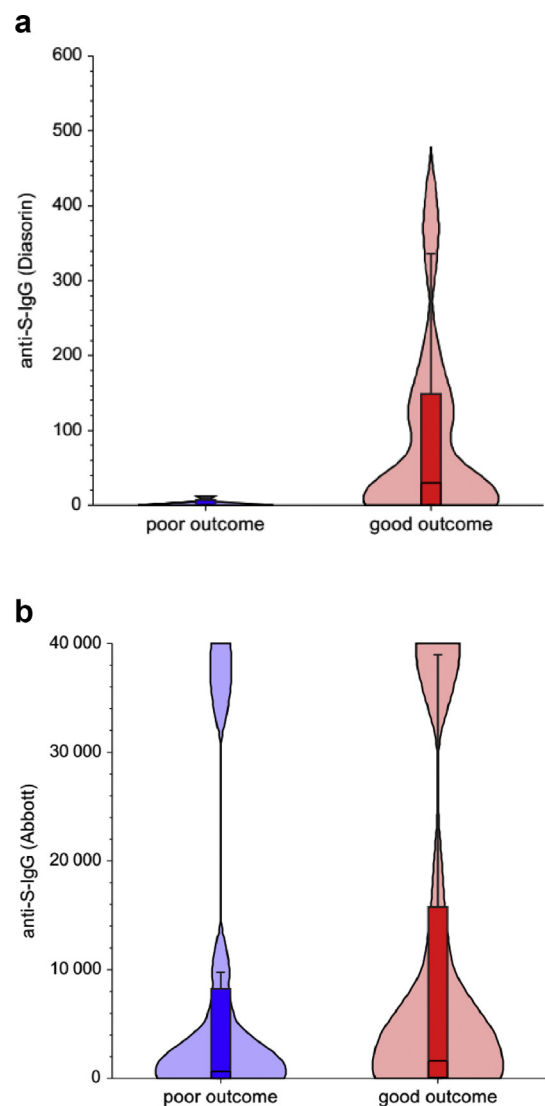 a
600
500
400
300
200
100
0
anti-S-IgG (Diasorin)
poor outcome good outcome
b
40 000
30 000
20 000
10 000
0
anti-S-IgG (Abbott)
poor outcome good outcome